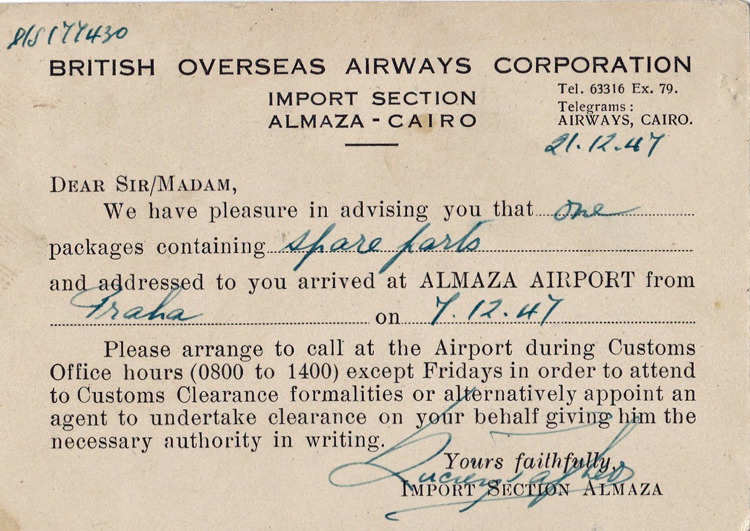 BRITISH OVERSEAS AIRWAYS CORPORATION
IMPORT SECTION
ALMAZA - CAIRO
Tel. 63316 Ex. 79.
Telegrams:
AIRWAYS, CAIRO.
21.12.47
DEAR SIR/MADAM,
We have pleasure in advising you that one
packages containing spare parts
and addressed to you arrived at ALMAZA AIRPORT from
Praha on 7.12.47
Please arrange to call at the Airport during Customs
Office hours (0800 to 1400) except Fridays in order to attend
to Customs Clearance formalities or alternatively appoint an
agent to undertake clearance on your behalf giving him the
necessary authority in writing.
Yours faithfully,
IMPORT SECTION ALMAZA